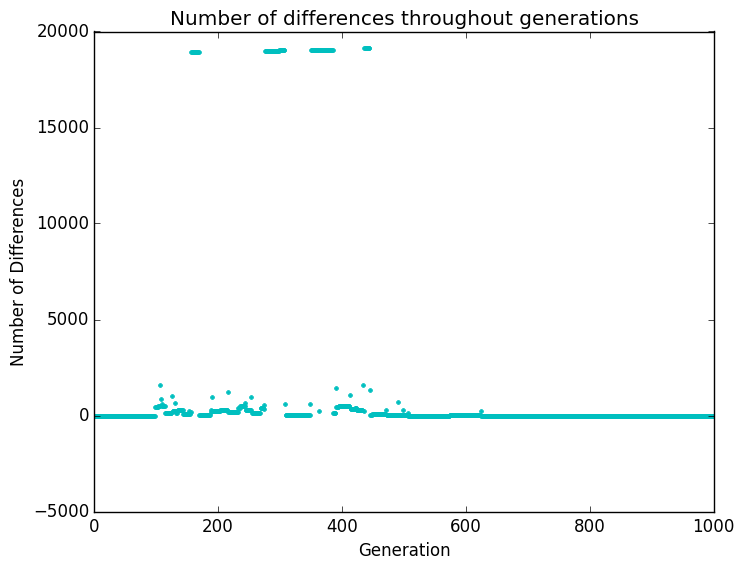 Number of differences throughout generations
20000
15000
10000
5000
0
−5000
Number of Differences
0 200 400 600 800 1000
Generation